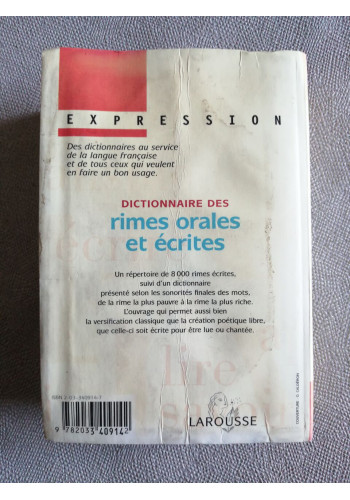 EXPRESSION
Des dictionnaires au service
de la langue française
et de tous ceux qui veulent
en faire un bon usage.
DICTIONNAIRE DES
rimes orales
et écrites
Un répertoire de 8 000 rimes écrites,
suivi d'un dictionnaire
présenté selon les sonorités finales des mots,
de la rime la plus pauvre à la rime la plus riche.
L'ouvrage qui permet aussi bien
la versification classique que la création poétique libre,
que celle-ci soit écrite pour être lue ou chantée.
lire
LAROUSSE
9 782033 409142